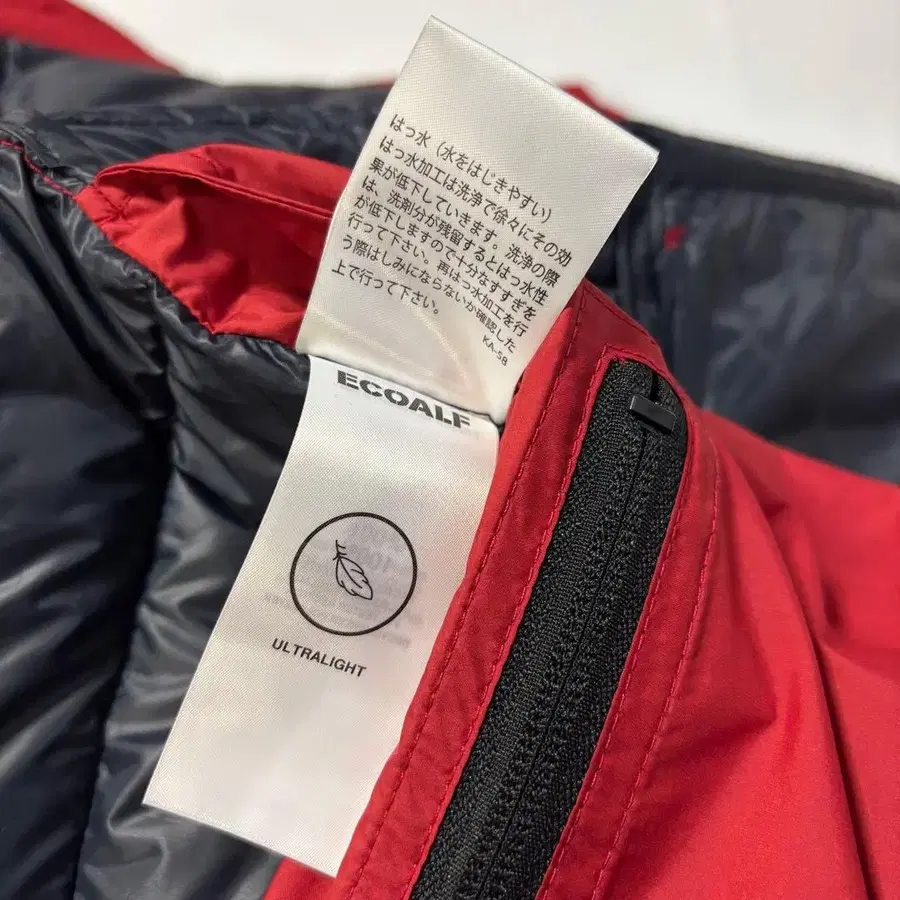 はっ水（水をはじきやすい）
はっ水加工は洗浄で徐々にその効
果が低下していきます。洗浄の際
は、洗剤分が残留するとはっ水性
が低下しますので十分なすすぎを
行って下さい。再はっ水加工を行
う際はしみにならないか確認した
上で行って下さい。
KA-58
ECOALF
ULTRALIGHT